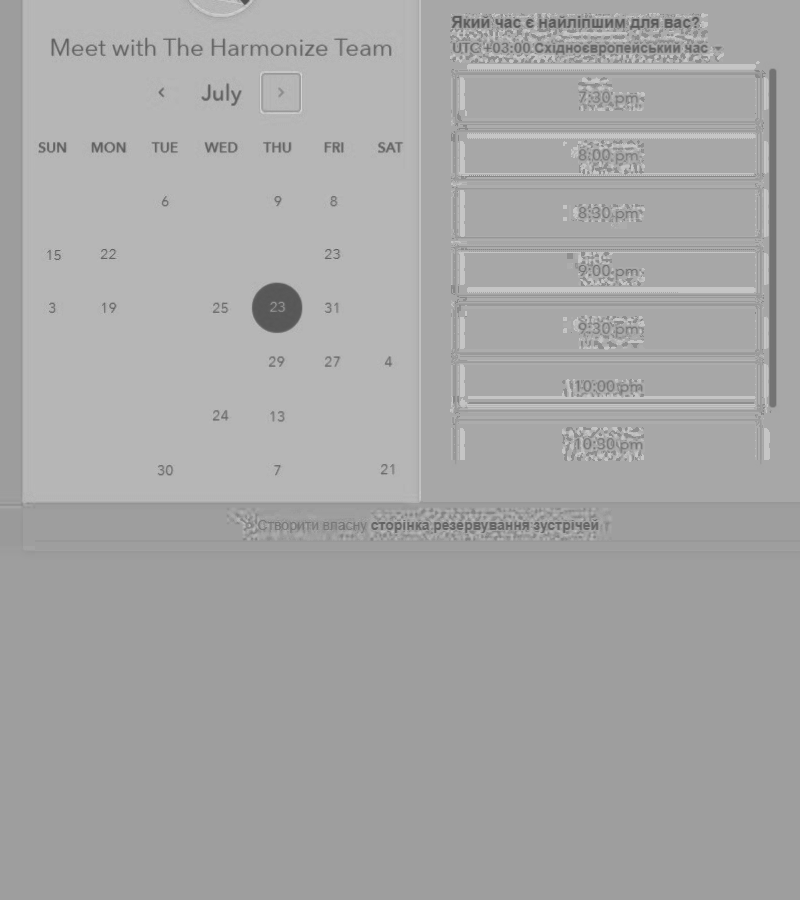 Meet with The Harmonize Team
‹ July ›
SUN MON TUE WED THU FRI SAT
6 9 8
15 22 23
3 19 25 23 31
29 27 4
24 13
30 7 21
Який час є найліпшим для вас?
UTC +03:00 Східноєвропейський час
7:30 pm
8:00 pm
8:30 pm
9:00 pm
9:30 pm
10:00 pm
10:30 pm
Створити власну сторінка резервування зустрічей